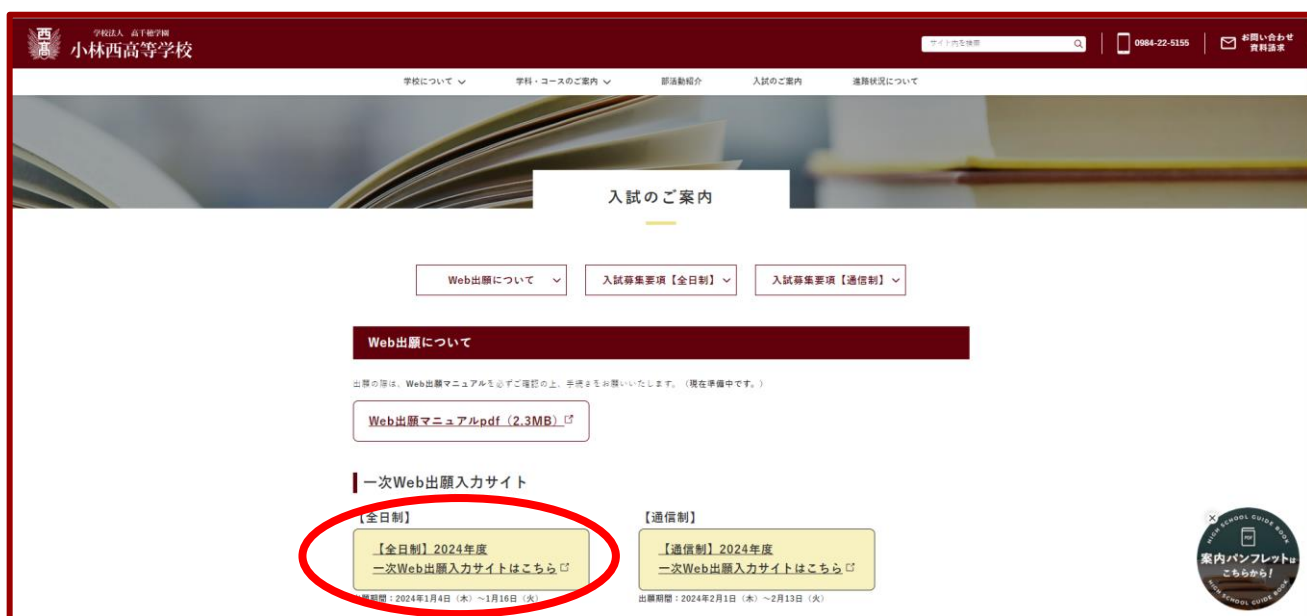 西高
学校法人 高千穂学園
小林西高等学校
サイト内を検索
0984-22-5155
お問い合わせ
資料請求
学校について
学科・コースのご案内
部活動紹介
入試のご案内
進路状況について
入試のご案内
Web出願について
入試募集要項【全日制】
入試募集要項【通信制】
Web出願について
出願の際は、Web出願マニュアルを必ずご確認の上、手続きをお願いいたします。(現在準備中です。)
Web出願マニュアルpdf(2.3MB)
一次Web出願入力サイト
【全日制】
【全日制】2024年度
一次Web出願入力サイトはこちら
出願期間:2024年1月4日(木)~1月16日(火)
【通信制】
【通信制】2024年度
一次Web出願入力サイトはこちら
出願期間:2024年2月1日(木)~2月13日(火)
HIGH SCHOOL GUIDE BOOK
PDF
案内パンフレットは
こちらから!
HIGH SCHOOL GUIDE BOOK